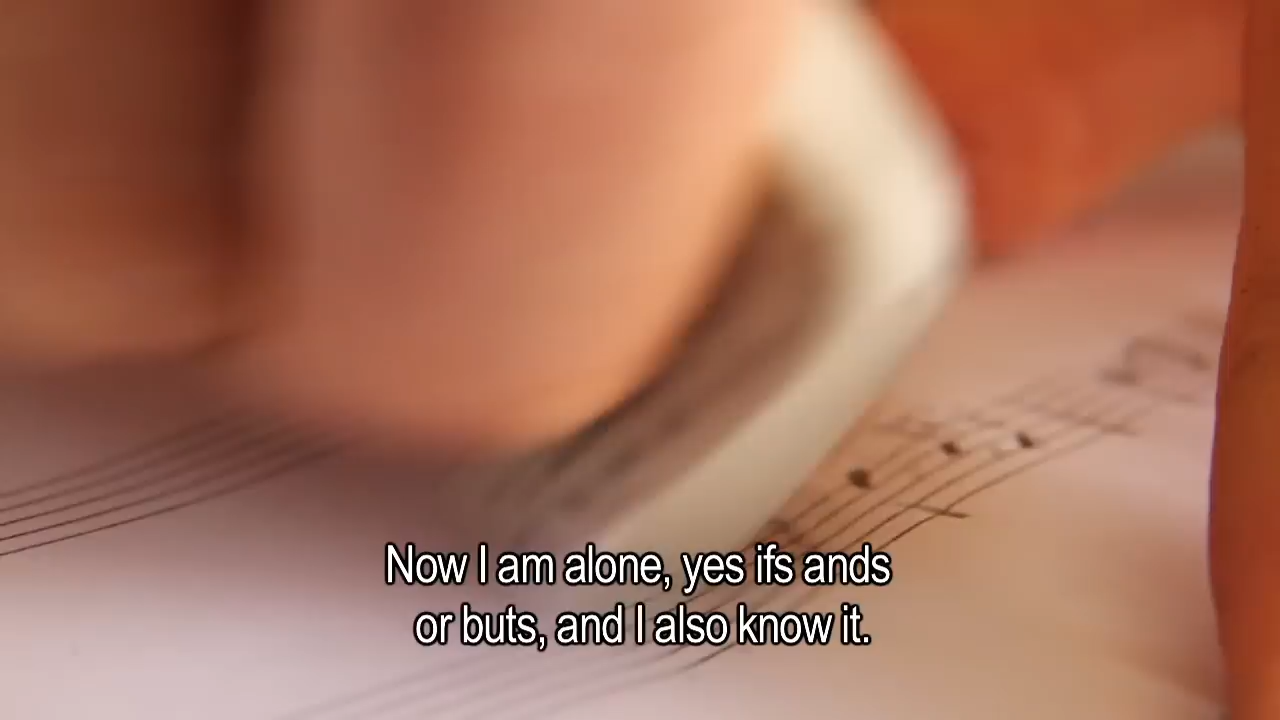 Now I am alone, yes ifs ands
or buts, and I also know it.